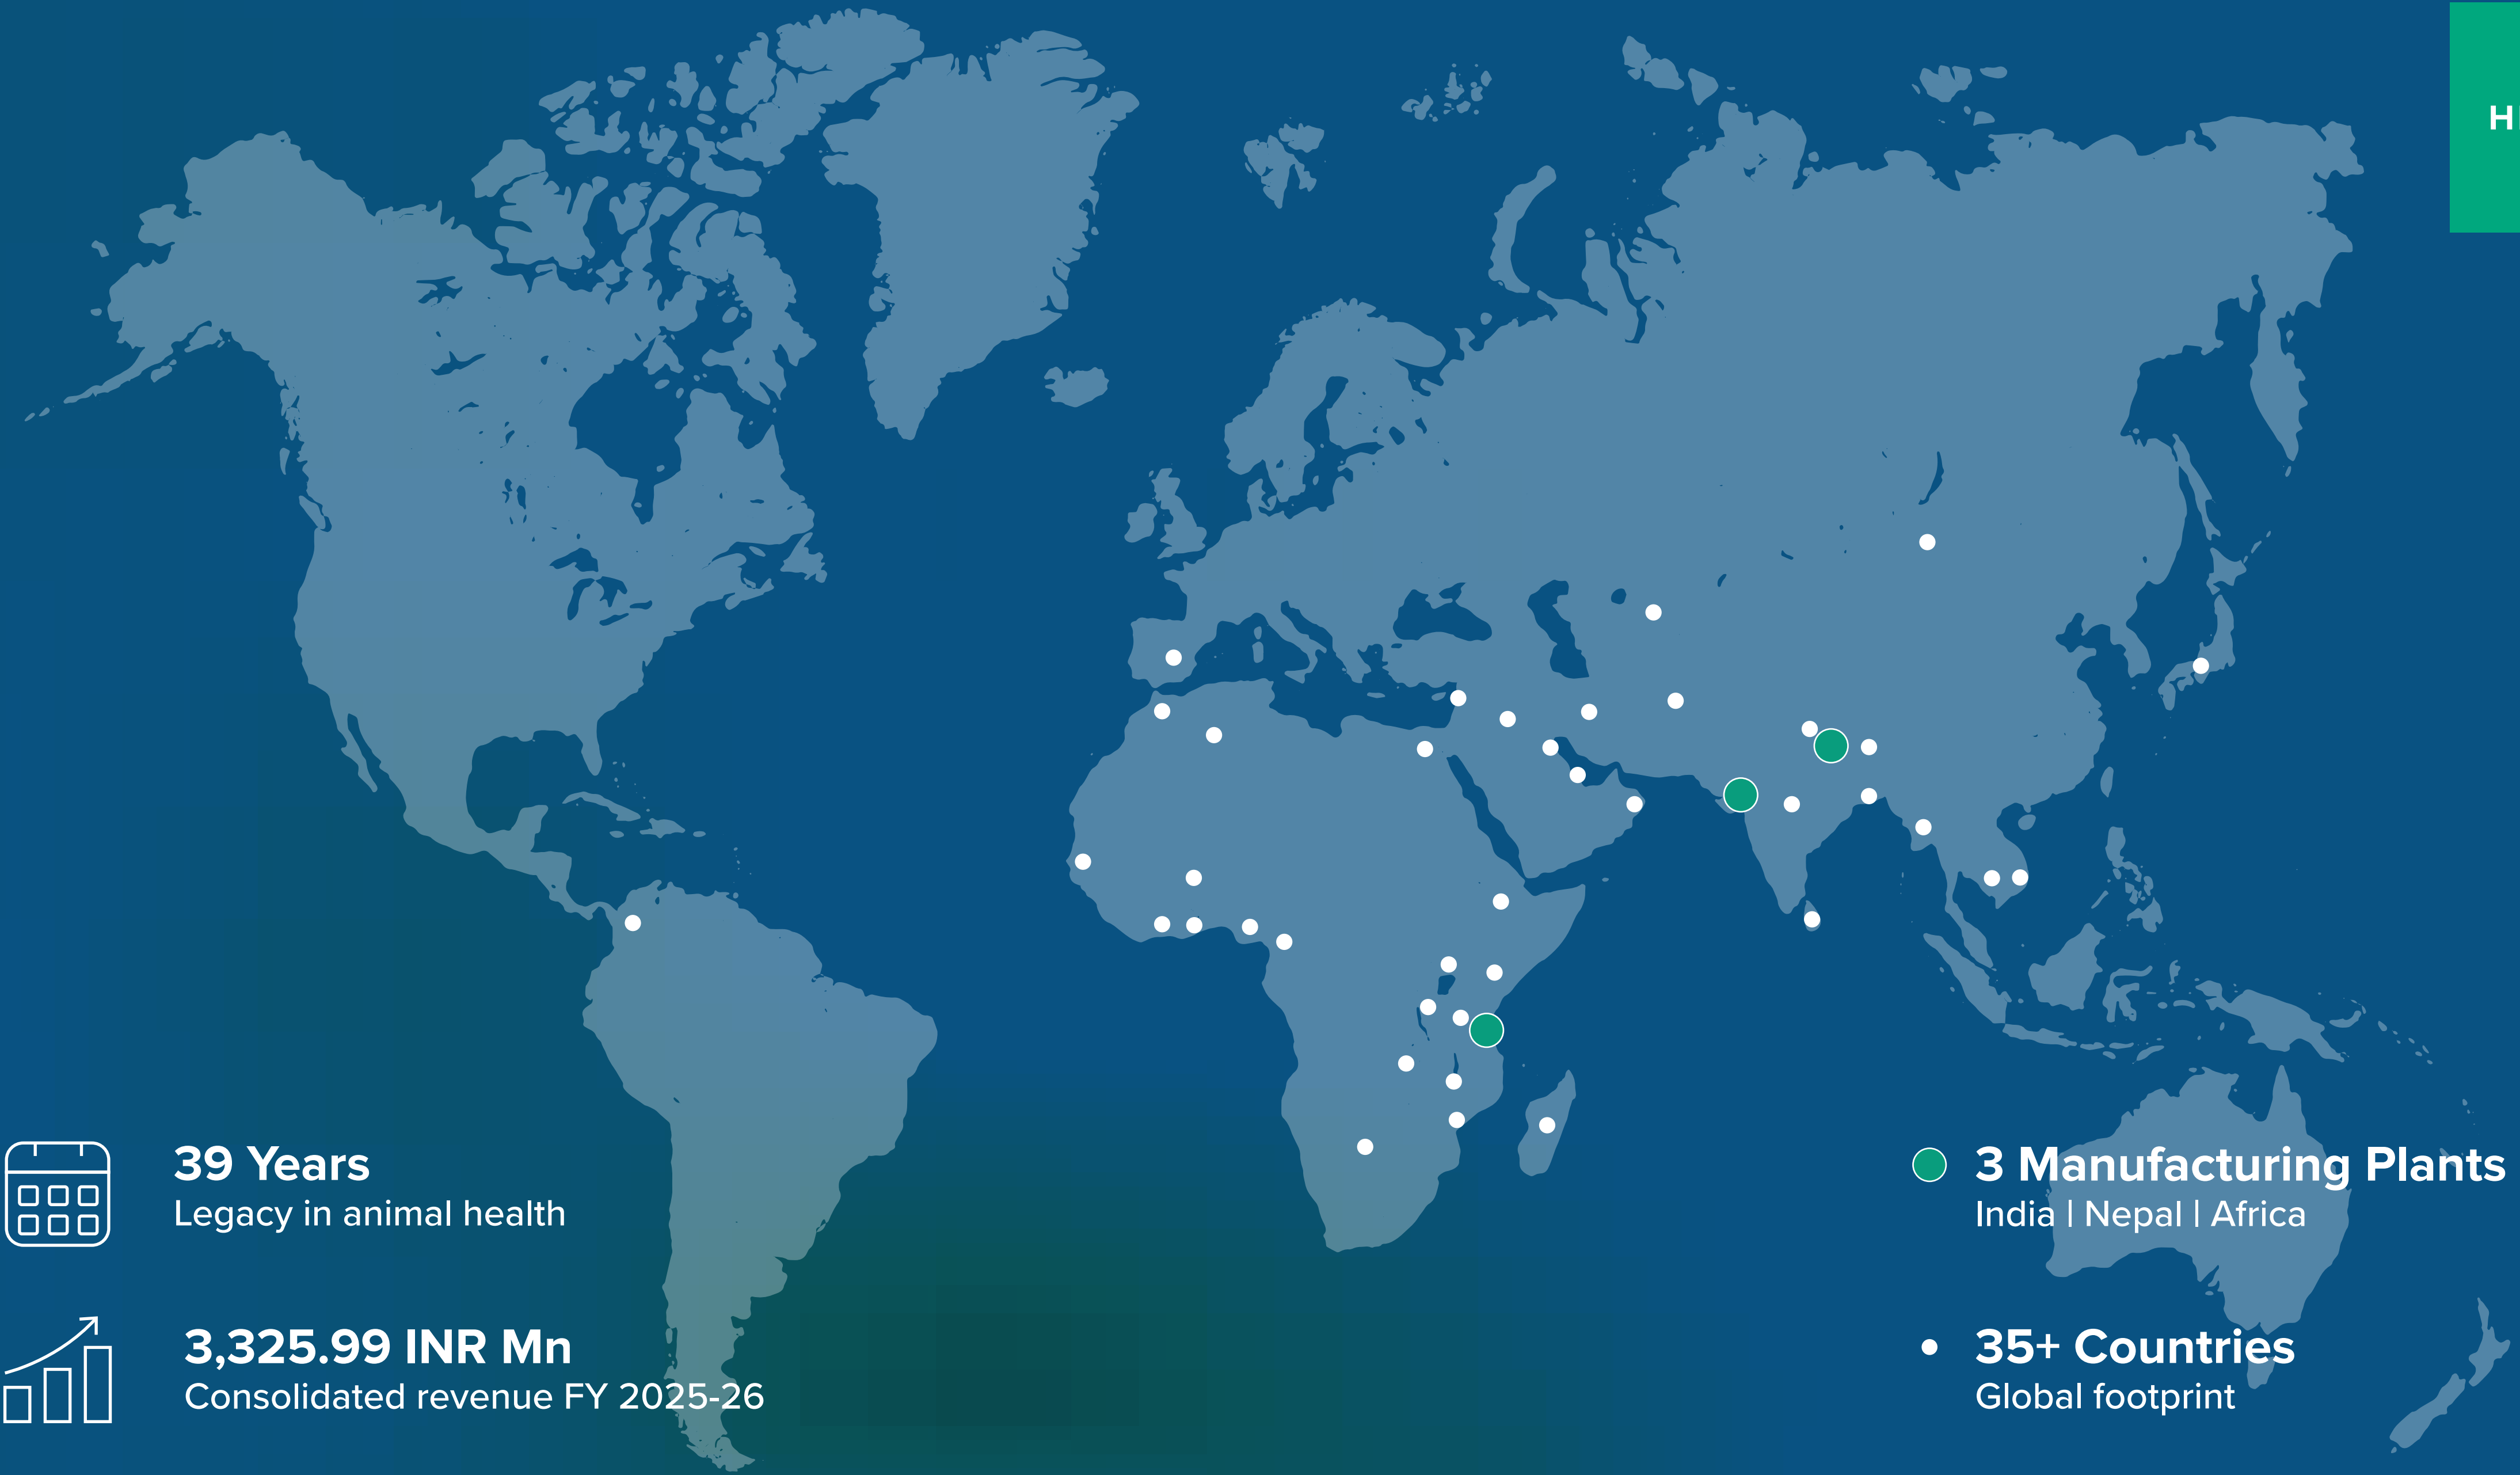 H
39 Years
Legacy in animal health
3,325.99 INR Mn
Consolidated revenue FY 2025-26
3 Manufacturing Plants
India | Nepal | Africa
35+ Countries
Global footprint